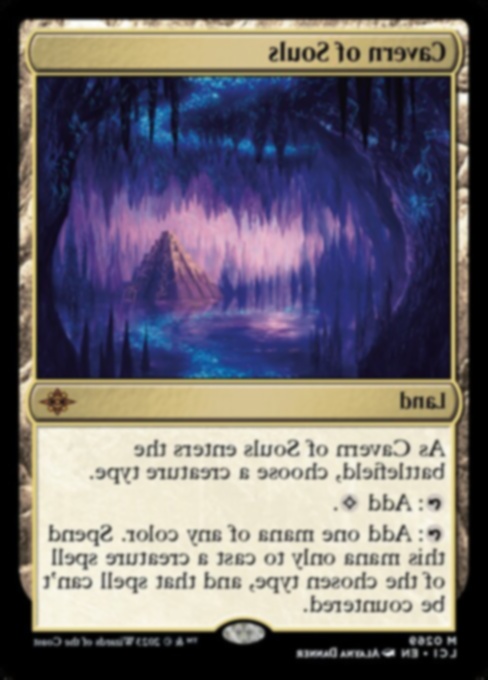 Cavern of Souls
Land
As Cavern of Souls enters the
battlefield, choose a creature type.
: Add .
: Add one mana of any color. Spend
this mana only to cast a creature spell
of the chosen type, and that spell can't
be countered.
M 0269
LCI • EN ALAYNA DANNER
™ & © 2023 Wizards of the Coast